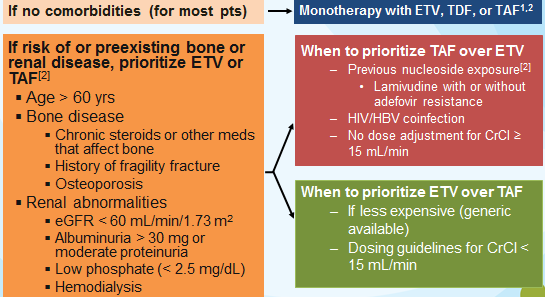 If no comorbidities (for most pts)
Monotherapy with ETV, TDF, or TAF1,2
If risk of or preexisting bone or
renal disease, prioritize ETV or
TAF[2]
▪ Age > 60 yrs
▪ Bone disease
▪ Chronic steroids or other meds
that affect bone
▪ History of fragility fracture
▪ Osteoporosis
▪ Renal abnormalities
▪ eGFR < 60 mL/min/1.73 m2
▪ Albuminuria > 30 mg or
moderate proteinuria
▪ Low phosphate (< 2.5 mg/dL)
▪ Hemodialysis
When to prioritize TAF over ETV
– Previous nucleoside exposure[2]
• Lamivudine with or without
adefovir resistance
– HIV/HBV coinfection
– No dose adjustment for CrCl ≥
15 mL/min
When to prioritize ETV over TAF
– If less expensive (generic
available)
– Dosing guidelines for CrCl <
15 mL/min